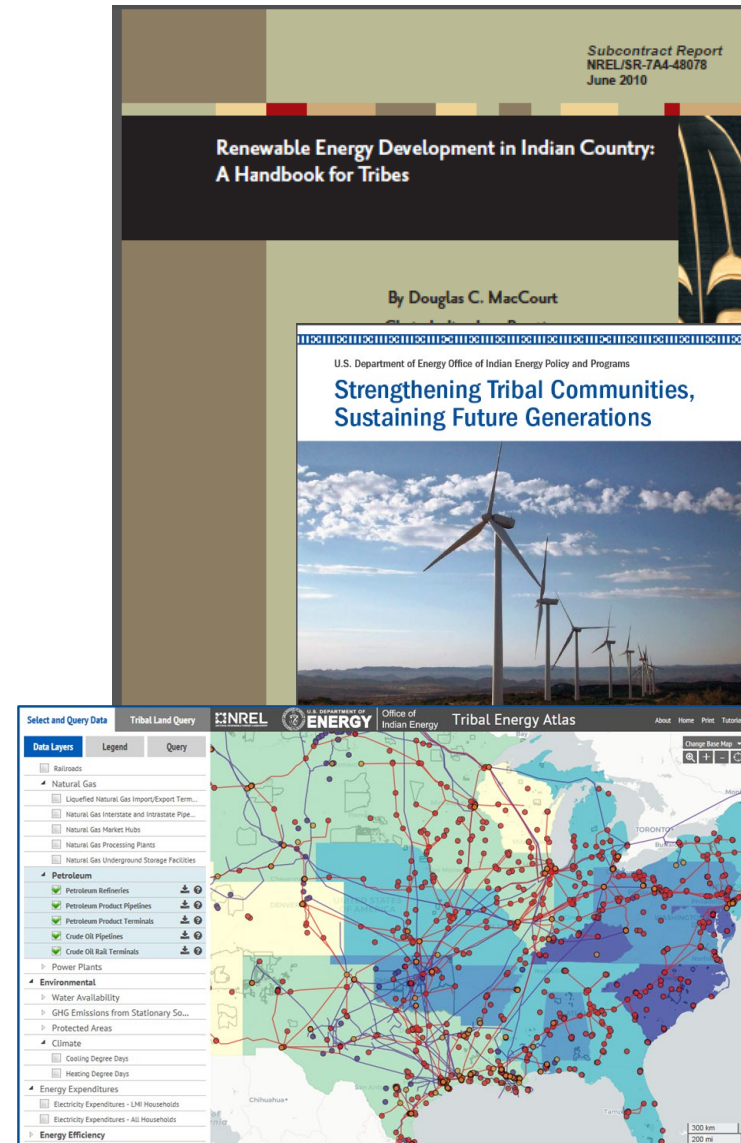 Subcontract Report
NREL/SR-7A4-48078
June 2010
Renewable Energy Development in Indian Country:
A Handbook for Tribes
By Douglas C. MacCourt
U.S. Department of Energy Office of Indian Energy Policy and Programs
Strengthening Tribal Communities,
Sustaining Future Generations
Select and Query Data
Tribal Land Query
NREL
U.S. DEPARTMENT OF
ENERGY
Office of
Indian Energy
Tribal Energy Atlas
About Home Print Tutoria
Data Layers
Legend
Query
Change Base Map
Railroads
Natural Gas
Liquefied Natural Gas Import/Export Term...
Natural Gas Interstate and Intrastate Pipe...
Natural Gas Market Hubs
Natural Gas Processing Plants
Natural Gas Underground Storage Facilities
Petroleum
Petroleum Refineries
Petroleum Product Pipelines
Petroleum Product Terminals
Crude Oil Pipelines
Crude Oil Rail Terminals
Power Plants
Environmental
Water Availability
GHG Emissions from Stationary So...
Protected Areas
Climate
Cooling Degree Days
Heating Degree Days
Energy Expenditures
Electricity Expenditures - LMI Households
Electricity Expenditures - All Households
Energy Efficiency
TORONTO
Chihuahua
300 km
200 mi